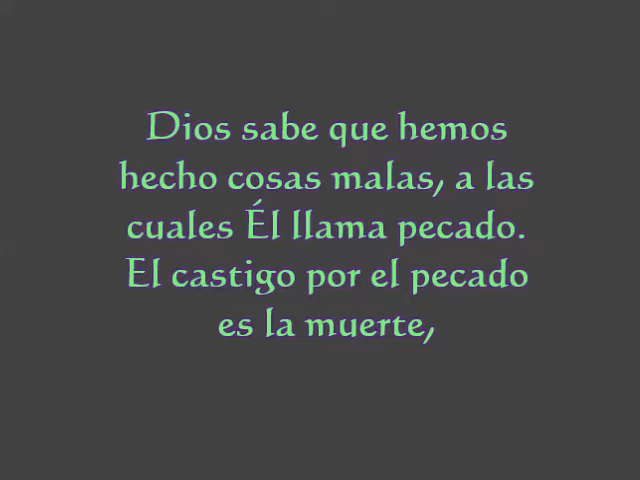 Dios sabe que hemos
hecho cosas malas, a las
cuales Él llama pecado.
El castigo por el pecado
es la muerte,